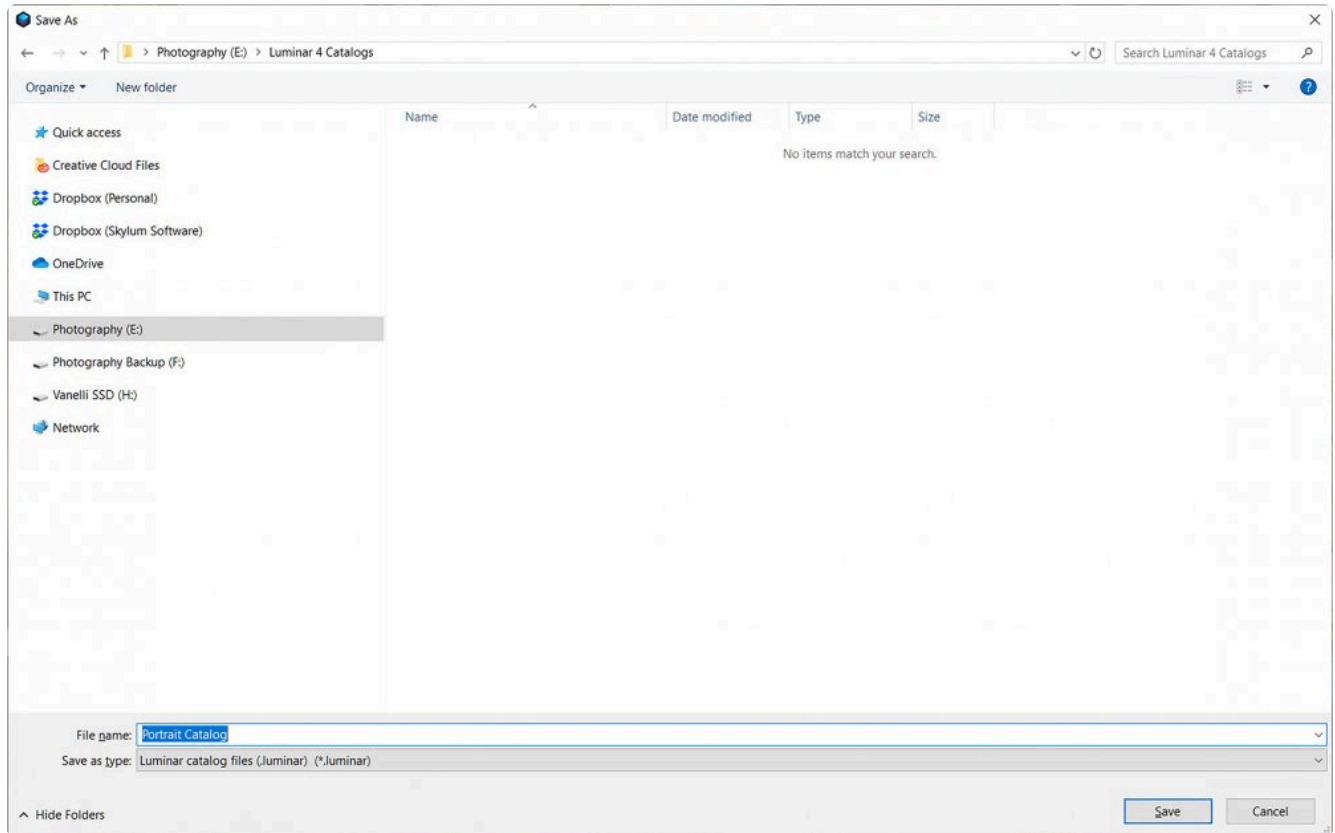 Save As
Photography (E:) > Luminar 4 Catalogs
Search Luminar 4 Catalogs
Organize
New folder
Name
Date modified
Type
Size
No items match your search.
Quick access
Creative Cloud Files
Dropbox (Personal)
Dropbox (Skylum Software)
OneDrive
This PC
Photography (E:)
Photography Backup (F:)
Vanelli SSD (H:)
Network
File name: Portrait Catalog
Save as type: Luminar catalog files (.luminar) (*.luminar)
Hide Folders
Save
Cancel